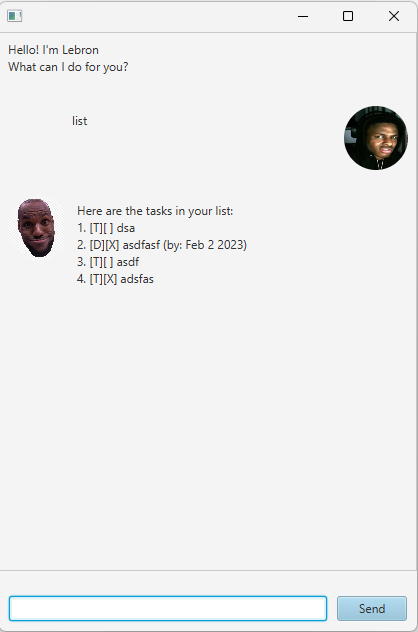 Hello! I'm Lebron
What can I do for you?
list
Here are the tasks in your list:
1. [T][ ] dsa
2. [D][X] asdfasf (by: Feb 2 2023)
3. [T][ ] asdf
4. [T][X] adsfas
Send